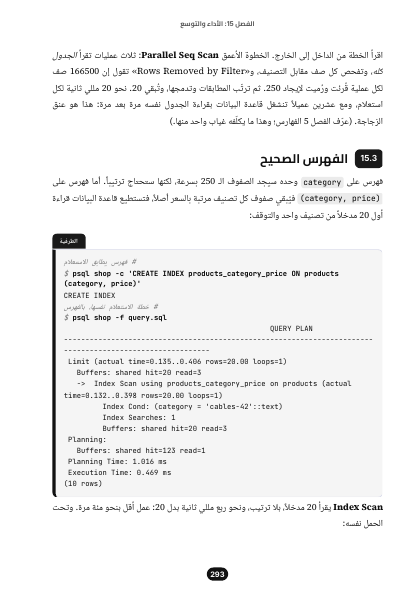 الفصل 15: الأداء والتوسع
اقرأ الخطة من الداخل إلى الخارج. الخطوة الأعمق Parallel Seq Scan: ثلاث عمليات تقرأ الجدول
كله، وتفحص كل صف مقابل التصنيف، و«Rows Removed by Filter» تقول إن 166500 صف
لكل عملية قُرئت ورُميت لإيجاد 250. ثم ترتّب المطابقات وتدمجها، وتُبقي 20. نحو 20 مللي ثانية لكل
استعلام، ومع عشرين عميلاً تنشغل قاعدة البيانات بقراءة الجدول نفسه مرة بعد مرة: هذا هو عنق
الزجاجة. (عرّف الفصل 5 الفهارس؛ وهذا ما يكلّفه غياب واحد منها.)
15.3 الفهرس الصحيح
فهرس على category وحده سيجد الصفوف الـ 250 بسرعة، لكنها ستحتاج ترتيباً. أما فهرس على
(category, price) فيُبقي صفوف كل تصنيف مرتبة بالسعر أصلاً، فتستطيع قاعدة البيانات قراءة
أول 20 مدخلاً من تصنيف واحد والتوقف:
الطرفية
# فهرس يطابق الاستعلام
$ psql shop -c 'CREATE INDEX products_category_price ON products
(category, price)'
CREATE INDEX
# خطة الاستعلام نفسها، بالفهرس
$ psql shop -f query.sql
QUERY PLAN
-----------------------------------------------------------------------
----------------------------------
Limit (actual time=0.135..0.406 rows=20.00 loops=1)
Buffers: shared hit=20 read=3
-> Index Scan using products_category_price on products (actual
time=0.132..0.398 rows=20.00 loops=1)
Index Cond: (category = 'cables-42'::text)
Index Searches: 1
Buffers: shared hit=20 read=3
Planning:
Buffers: shared hit=123 read=1
Planning Time: 1.016 ms
Execution Time: 0.469 ms
(10 rows)
Index Scan يقرأ 20 مدخلاً، بلا ترتيب، ونحو ربع مللي ثانية بدل 20: عمل أقل بنحو مئة مرة. وتحت
الحمل نفسه:
293